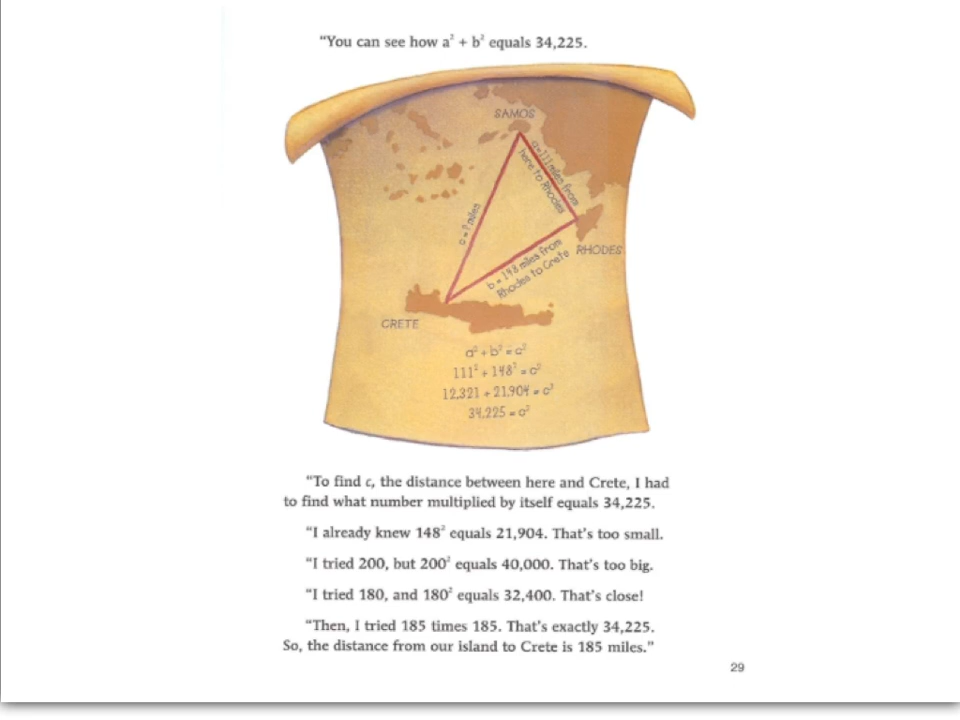 "You can see how a² + b² equals 34,225.
SAMOS
a=111 miles from
here to Rhodes
c = ? miles
b = 148 miles from
Rhodes to Crete
RHODES
CRETE
a² + b² = c²
111² + 148² = c²
12,321 + 21,904 = c²
34,225 = c²
"To find c, the distance between here and Crete, I had
to find what number multiplied by itself equals 34,225.
"I already knew 148² equals 21,904. That's too small.
"I tried 200, but 200² equals 40,000. That's too big.
"I tried 180, and 180² equals 32,400. That's close!
"Then, I tried 185 times 185. That's exactly 34,225.
So, the distance from our island to Crete is 185 miles."
29